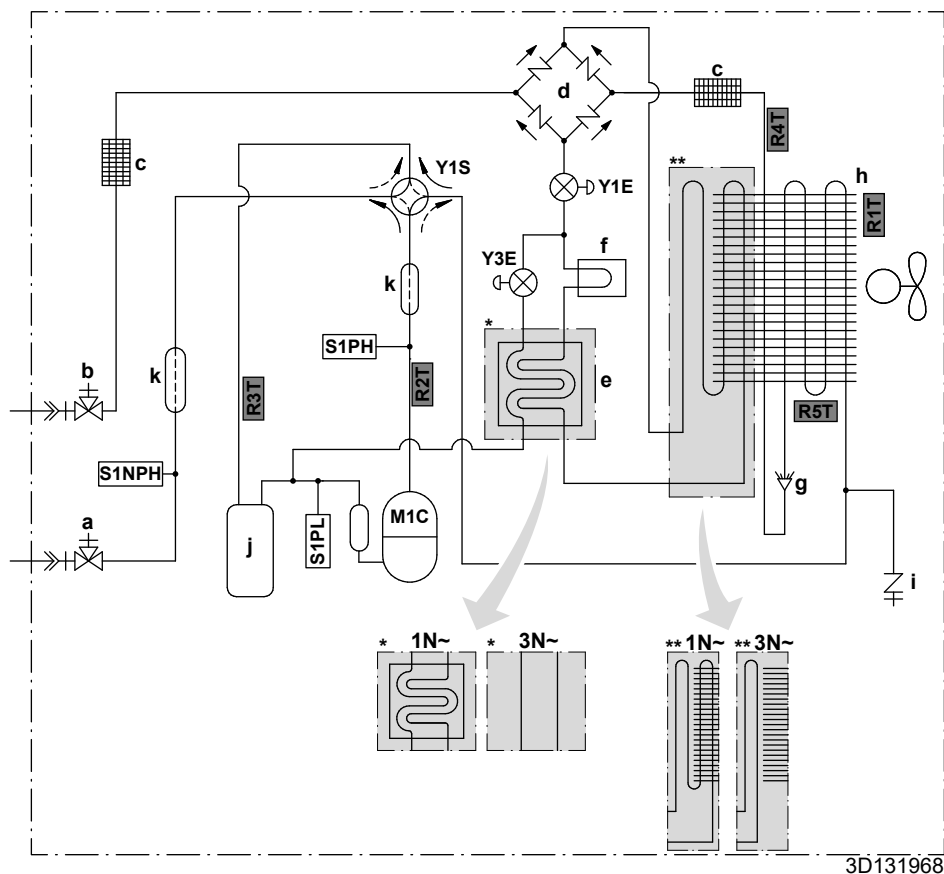 c
d
R4T
c
Y1S
**
h
Y1E
R1T
f
Y3E
k
*
S1PH
e
b
k
R3T
R2T
R5T
S1NPH
g
a
M1C
j
S1PL
i
* 1N~
* 3N~
** 1N~
** 3N~
3D131968